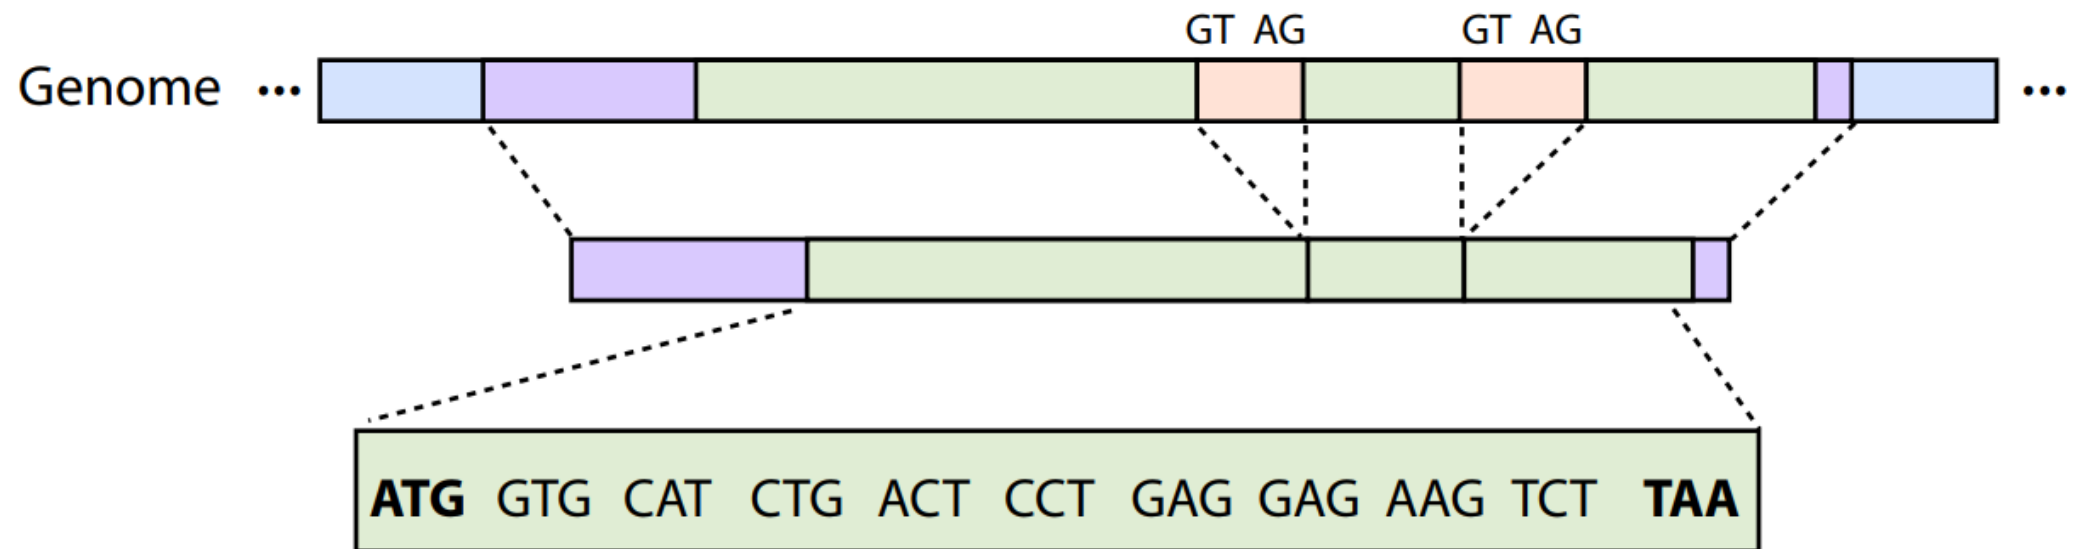 GT AG GT AG
Genome ... ...
ATG GTG CAT CTG ACT CCT GAG GAG AAG TCT TAA